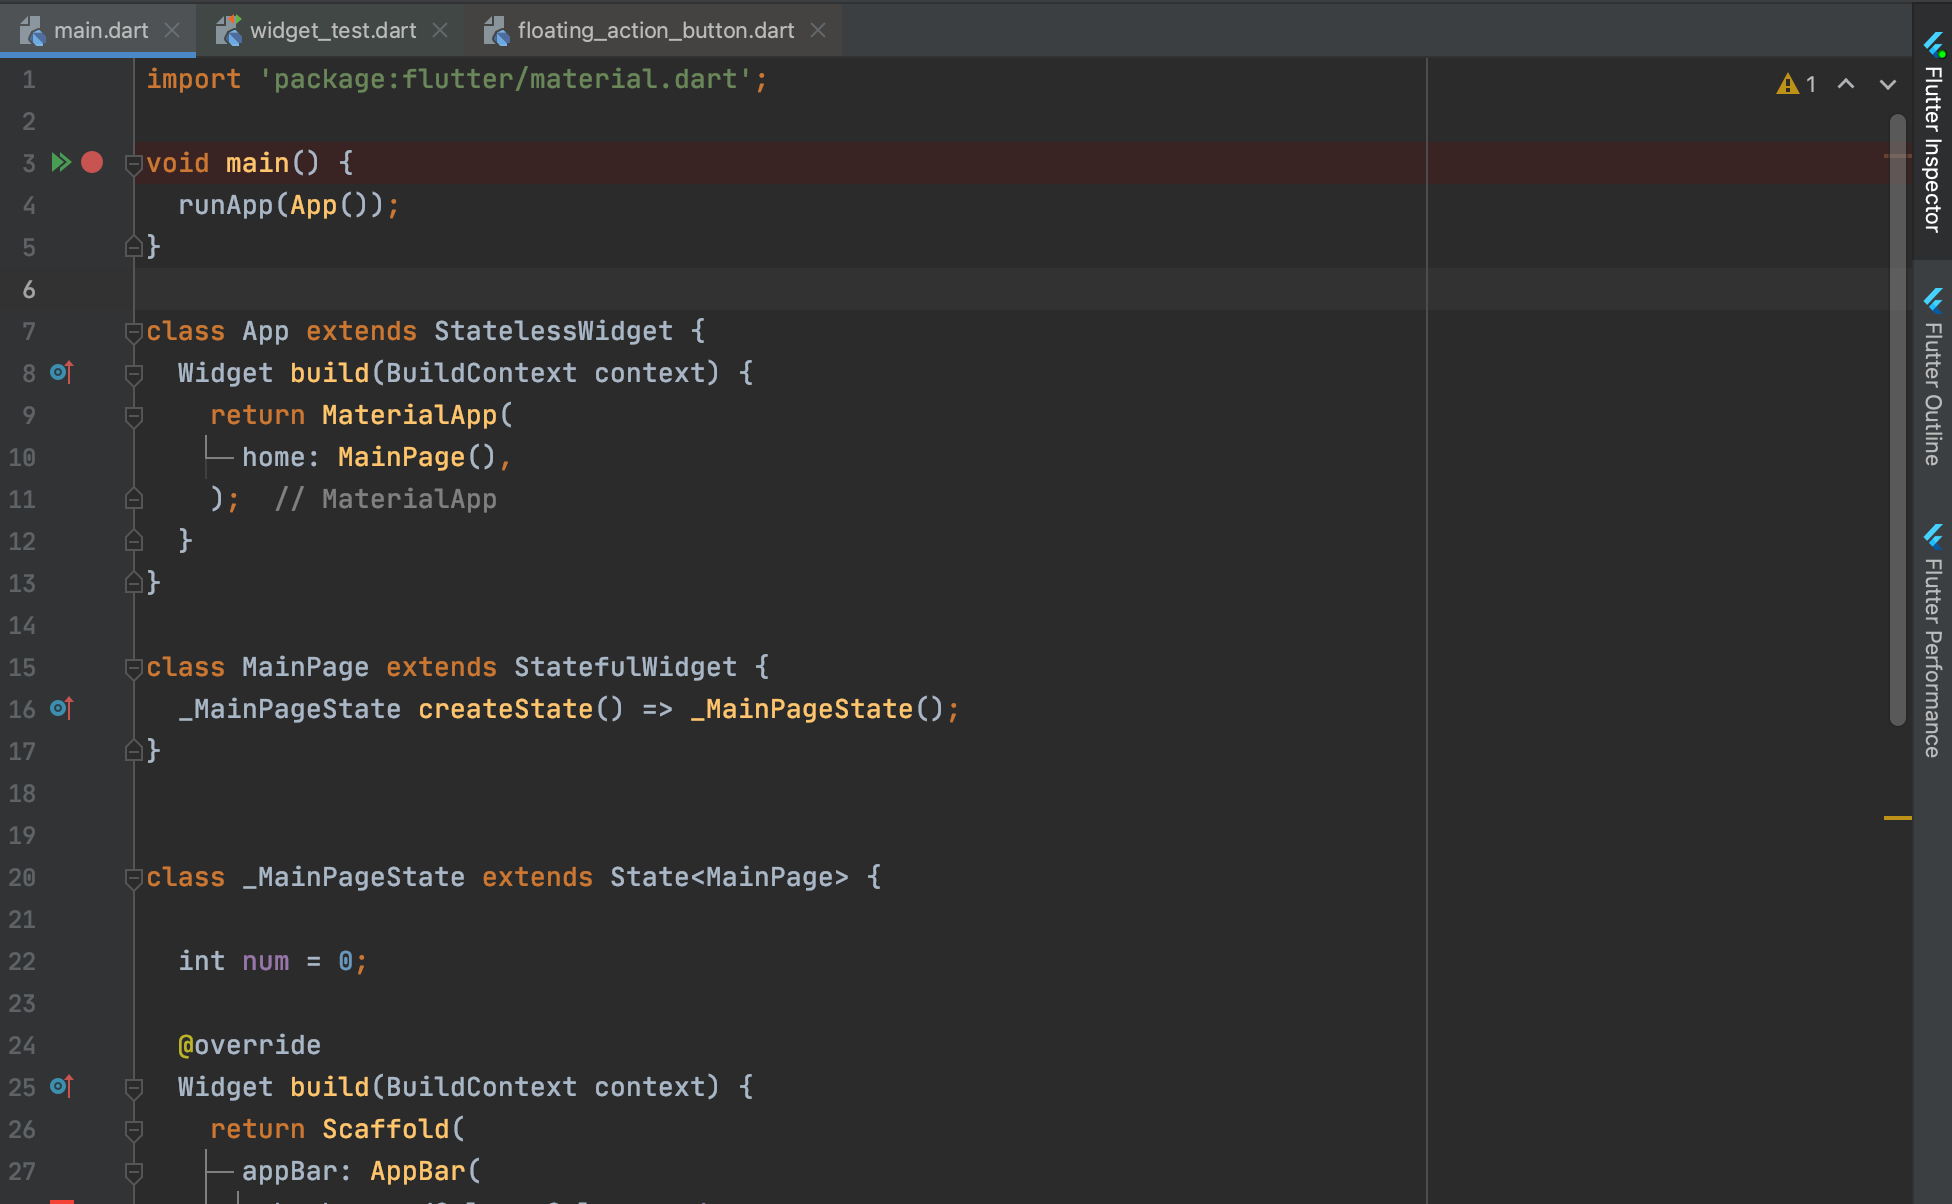 main.dart
widget_test.dart
floating_action_button.dart
1 import 'package:flutter/material.dart';
2
3 void main() {
4   runApp(App());
5 }
6
7 class App extends StatelessWidget {
8   Widget build(BuildContext context) {
9     return MaterialApp(
10       home: MainPage(),
11     );  // MaterialApp
12   }
13 }
14
15 class MainPage extends StatefulWidget {
16   _MainPageState createState() => _MainPageState();
17 }
18
19
20 class _MainPageState extends State<MainPage> {
21
22   int num = 0;
23
24   @override
25   Widget build(BuildContext context) {
26     return Scaffold(
27       appBar: AppBar(
1
Flutter Inspector
Flutter Outline
Flutter Performance